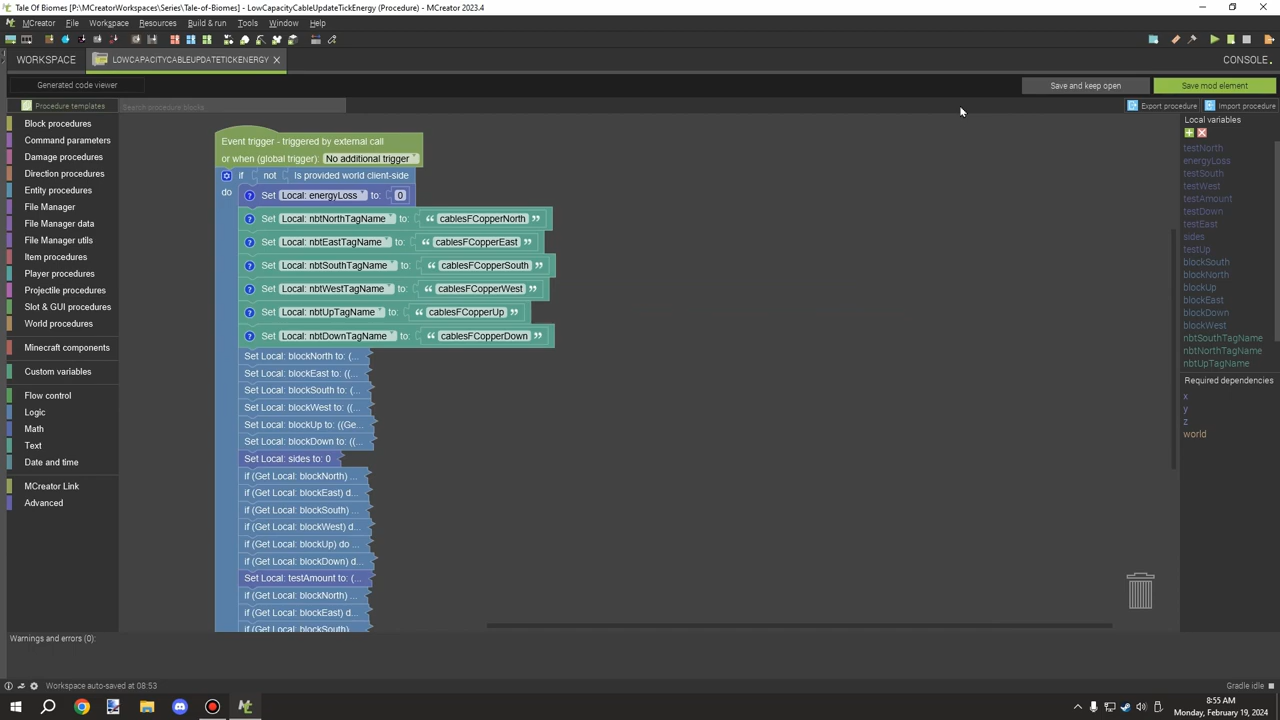 Tale Of Biomes [P:\MCreatorWorkspaces\Series\Tale-of-Biomes] - LowCapacityCableUpdateTickEnergy (Procedure) - MCreator 2023.4
MCreator File Workspace Resources Build & run Tools Window Help
WORKSPACE LOWCAPACITYCABLEUPDATETICKENERGY CONSOLE
Generated code viewer Save and keep open Save mod element
Procedure templates Search procedure blocks Export procedure Import procedure
Block procedures
Command parameters
Damage procedures
Direction procedures
Entity procedures
File Manager
File Manager data
File Manager utils
Item procedures
Player procedures
Projectile procedures
Slot & GUI procedures
World procedures
Minecraft components
Custom variables
Flow control
Logic
Math
Text
Date and time
MCreator Link
Advanced
Event trigger - triggered by external call
or when (global trigger): No additional trigger
if not Is provided world client-side
do Set Local: energyLoss to: 0
Set Local: nbtNorthTagName to: “ cablesFCopperNorth ”
Set Local: nbtEastTagName to: “ cablesFCopperEast ”
Set Local: nbtSouthTagName to: “ cablesFCopperSouth ”
Set Local: nbtWestTagName to: “ cablesFCopperWest ”
Set Local: nbtUpTagName to: “ cablesFCopperUp ”
Set Local: nbtDownTagName to: “ cablesFCopperDown ”
Set Local: blockNorth to: (...
Set Local: blockEast to: ((...
Set Local: blockSouth to: (...
Set Local: blockWest to: ((...
Set Local: blockUp to: ((Ge...
Set Local: blockDown to: ((...
Set Local: sides to: 0
if (Get Local: blockNorth) ...
if (Get Local: blockEast) d...
if (Get Local: blockSouth) ...
if (Get Local: blockWest) d...
if (Get Local: blockUp) do ...
if (Get Local: blockDown) d...
Set Local: testAmount to: (...
if (Get Local: blockNorth) ...
if (Get Local: blockEast) d...
if (Get Local: blockSouth) ...
Local variables
testNorth
energyLoss
testSouth
testWest
testAmount
testDown
testEast
sides
testUp
blockSouth
blockNorth
blockUp
blockEast
blockDown
blockWest
nbtSouthTagName
nbtNorthTagName
nbtUpTagName
Required dependencies
x
y
z
world
Warnings and errors (0):
Workspace auto-saved at 08:53 Gradle idle
8:55 AM
Monday, February 19, 2024